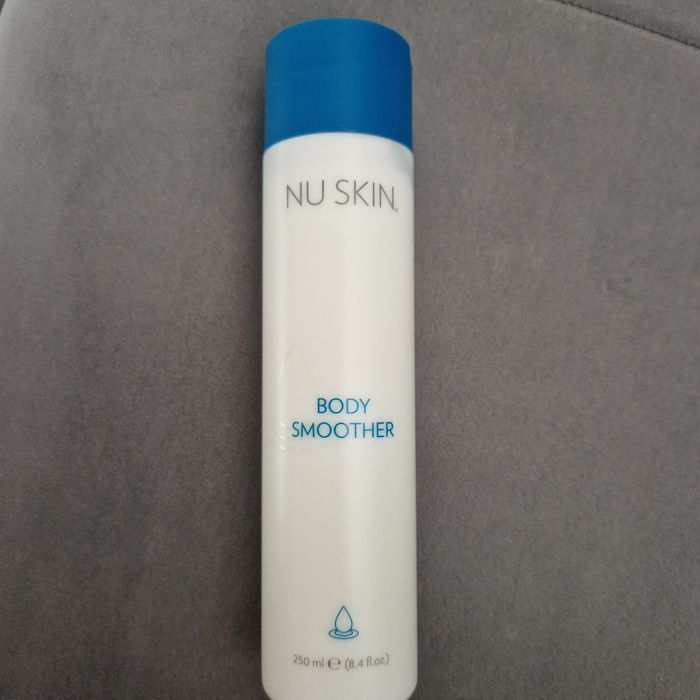 NU SKIN®
BODY
SMOOTHER
250 ml ℮ (8.4 fl.oz.)